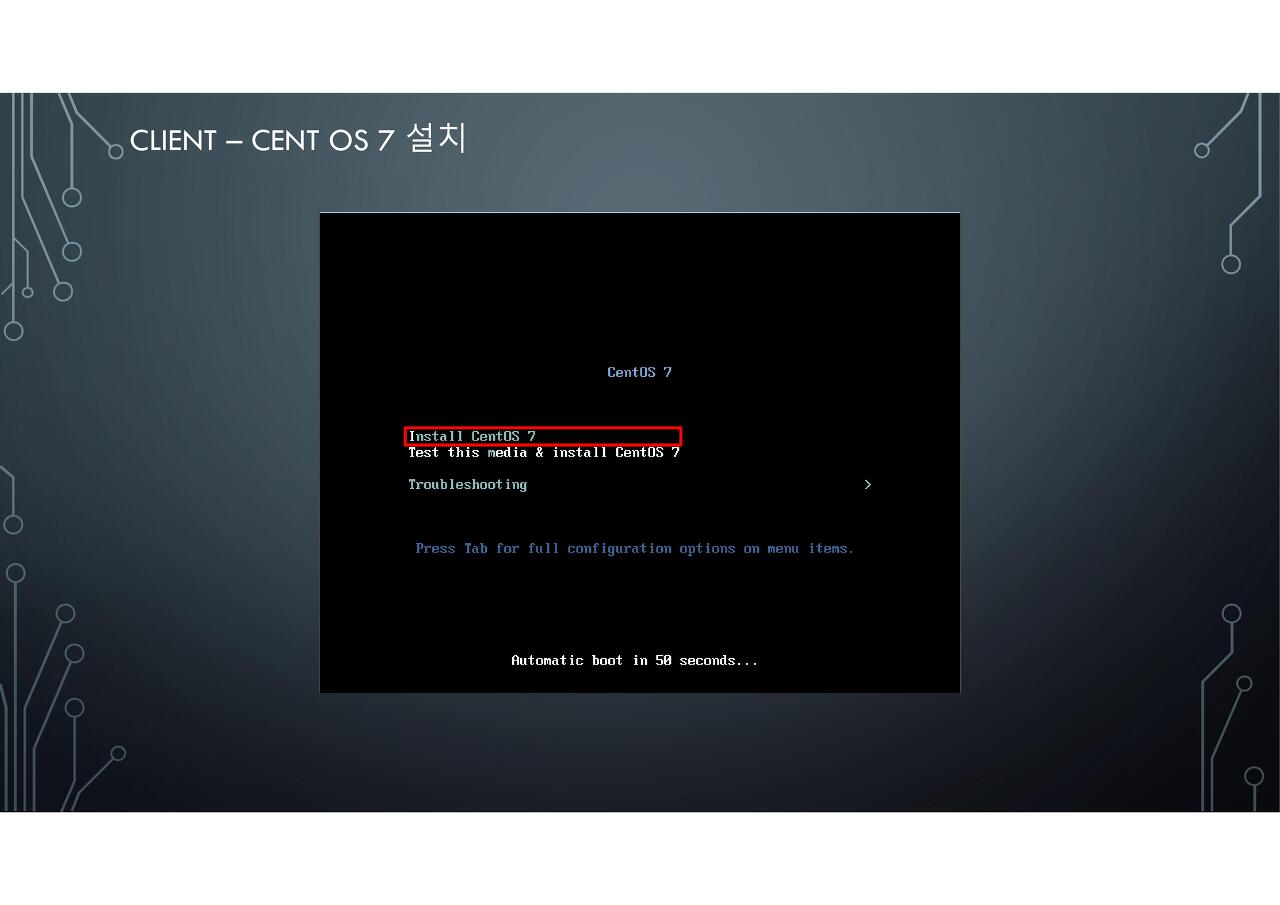 CLIENT – CENT OS 7 설치
CentOS 7
Install CentOS 7
Test this media & install CentOS 7
Troubleshooting >
Press Tab for full configuration options on menu items.
Automatic boot in 50 seconds...